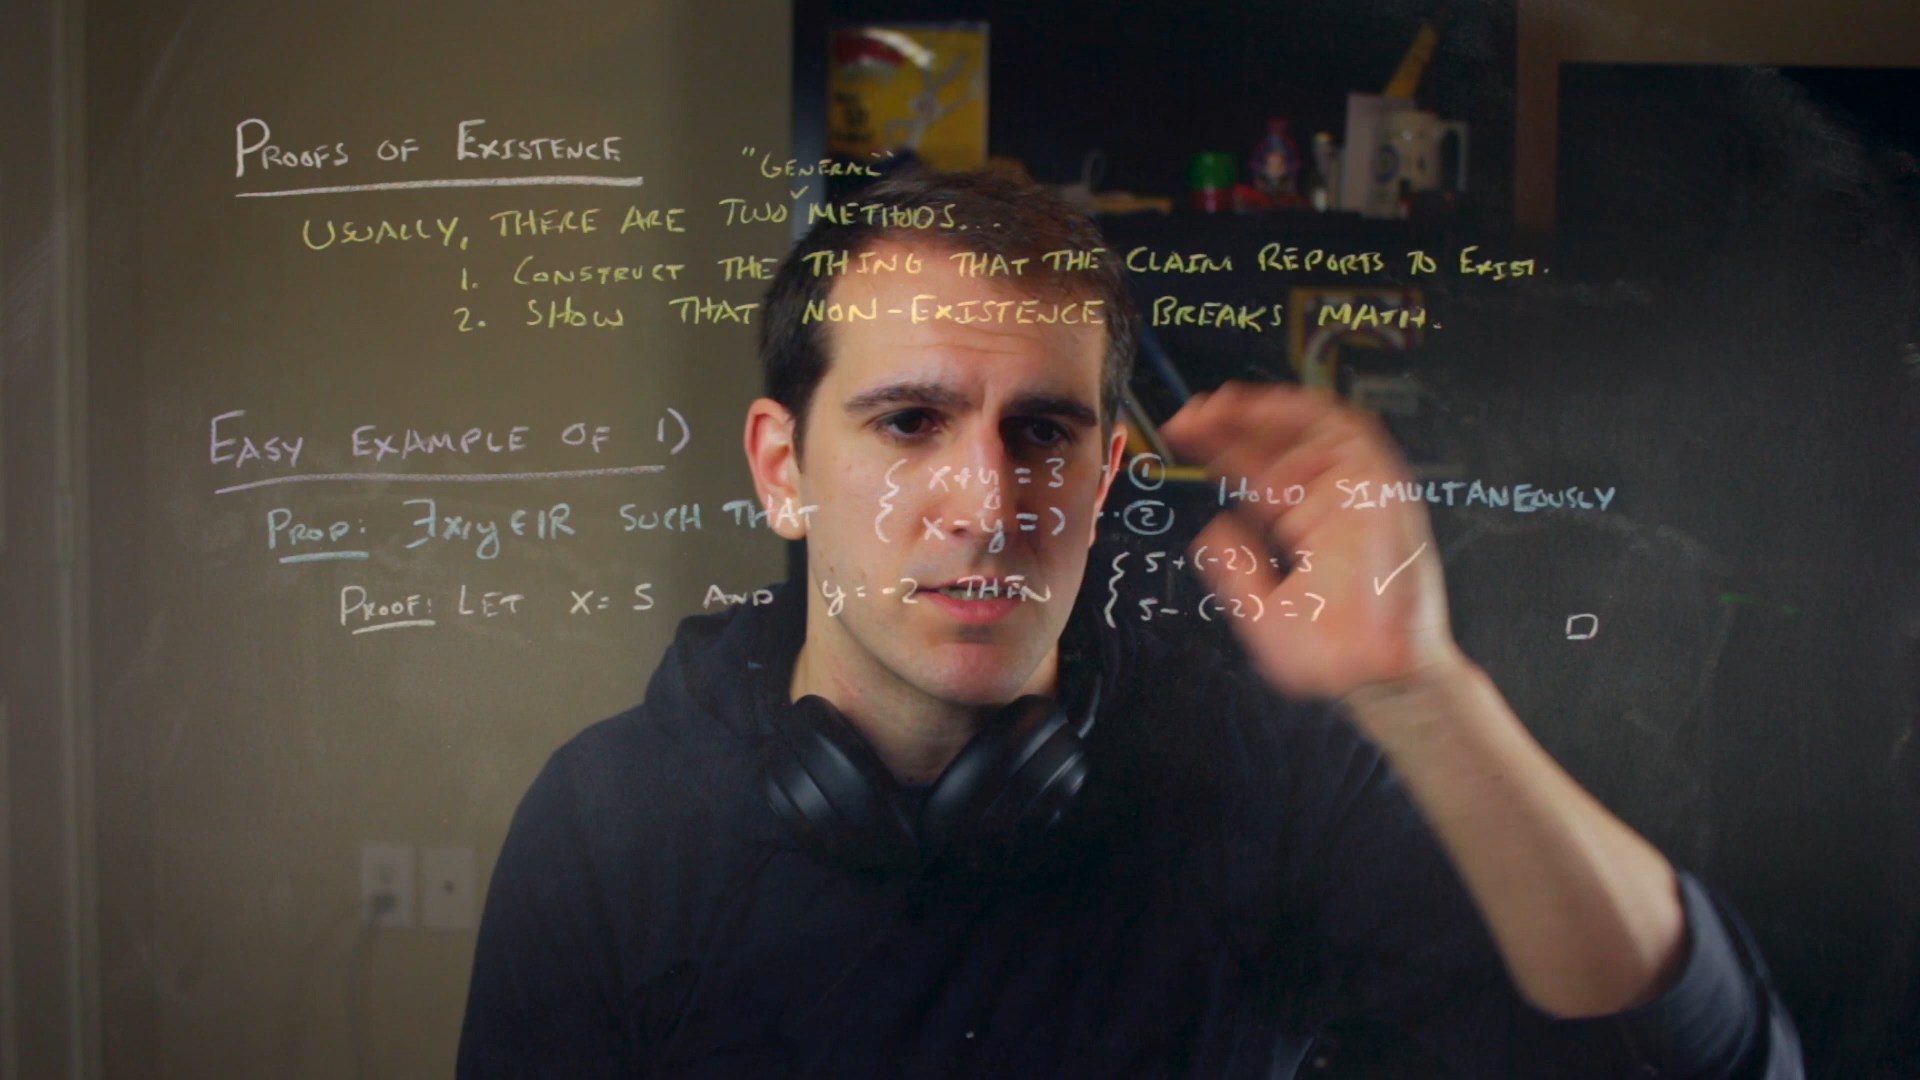 PROOFS OF EXISTENCE
"GENERAL"
USUALLY, THERE ARE TWO METHODS...
1. CONSTRUCT THE THING THAT THE CLAIM REPORTS TO EXIST.
2. SHOW THAT NON-EXISTENCE BREAKS MATH.
EASY EXAMPLE OF 1)
PROP: ∃x,y∈ℝ SUCH THAT { x+y=3 ..① HOLD SIMULTANEOUSLY
x-y=7 ..②
PROOF: LET x=5 AND y=-2 THEN { 5+(-2)=3 ✓
5-(-2)=7 □